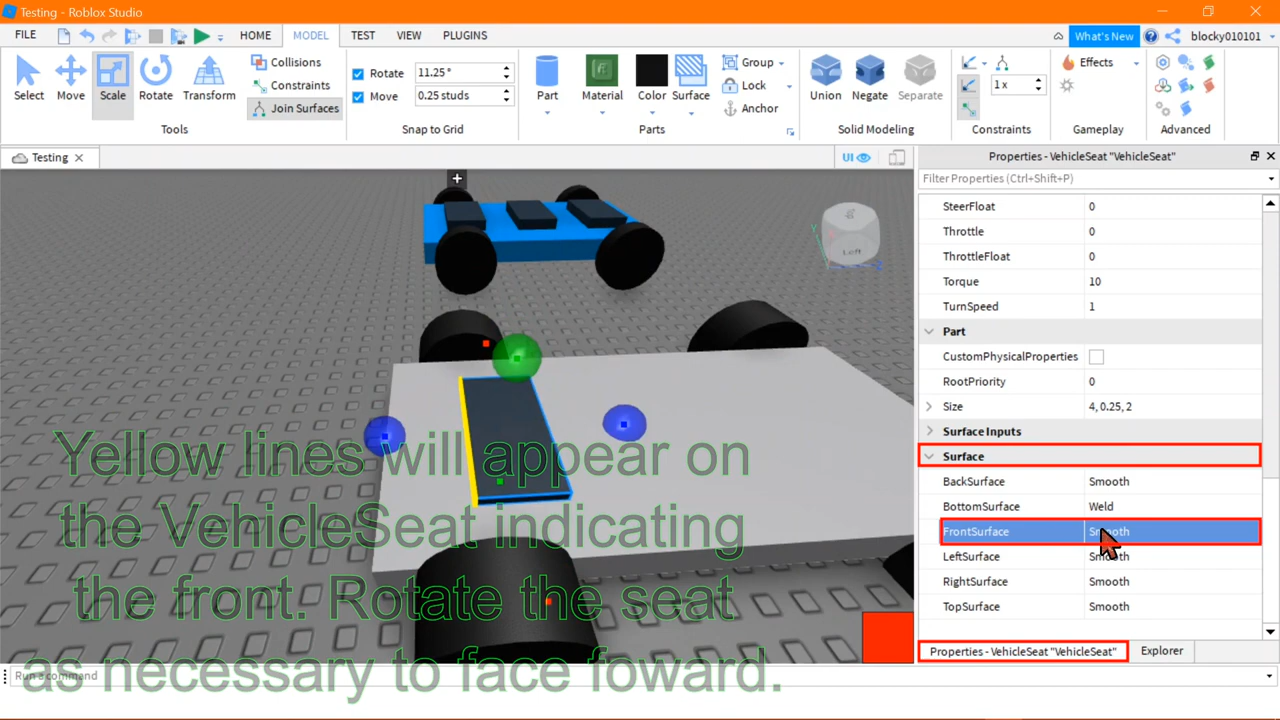 Testing - Roblox Studio
FILE HOME MODEL TEST VIEW PLUGINS What's New blocky010101
Select Move Scale Rotate Transform
Collisions
Constraints
Join Surfaces
Tools
Rotate 11.25°
Move 0.25 studs
Snap to Grid
Part Material Color Surface
Group
Lock
Anchor
Parts
Union Negate Separate
Solid Modeling
1 x
Constraints
Effects
Gameplay
Advanced
Testing
UI
Properties - VehicleSeat "VehicleSeat"
Filter Properties (Ctrl+Shift+P)
SteerFloat 0
Throttle 0
ThrottleFloat 0
Torque 10
TurnSpeed 1
Part
CustomPhysicalProperties
RootPriority 0
Size 4, 0.25, 2
Surface Inputs
Surface
BackSurface Smooth
BottomSurface Weld
FrontSurface Smooth
LeftSurface Smooth
RightSurface Smooth
TopSurface Smooth
Properties - VehicleSeat "VehicleSeat" Explorer
Left
Y
Yellow lines will appear on
the VehicleSeat indicating
the front. Rotate the seat
as necessary to face foward.
Run a command